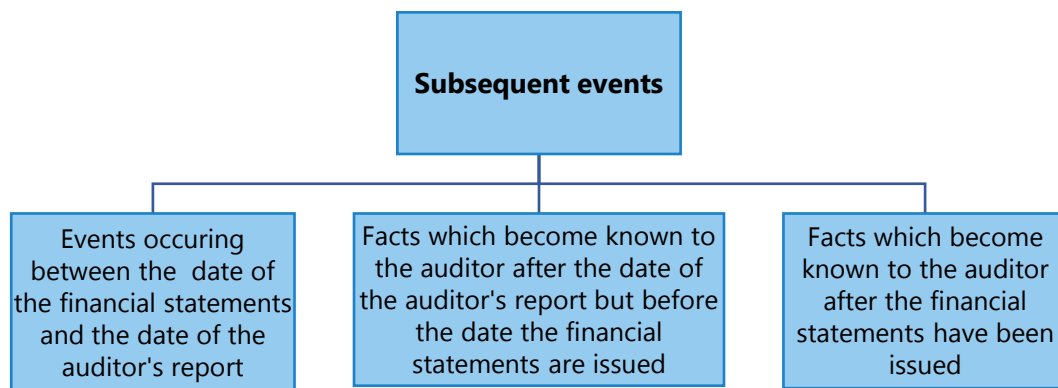 Subsequent events
Events occuring
between the date of
the financial statements
and the date of the
auditor's report
Facts which become known to
the auditor after the date of
the auditor's report but before
the date the financial
statements are issued
Facts which become
known to the auditor
after the financial
statements have been
issued